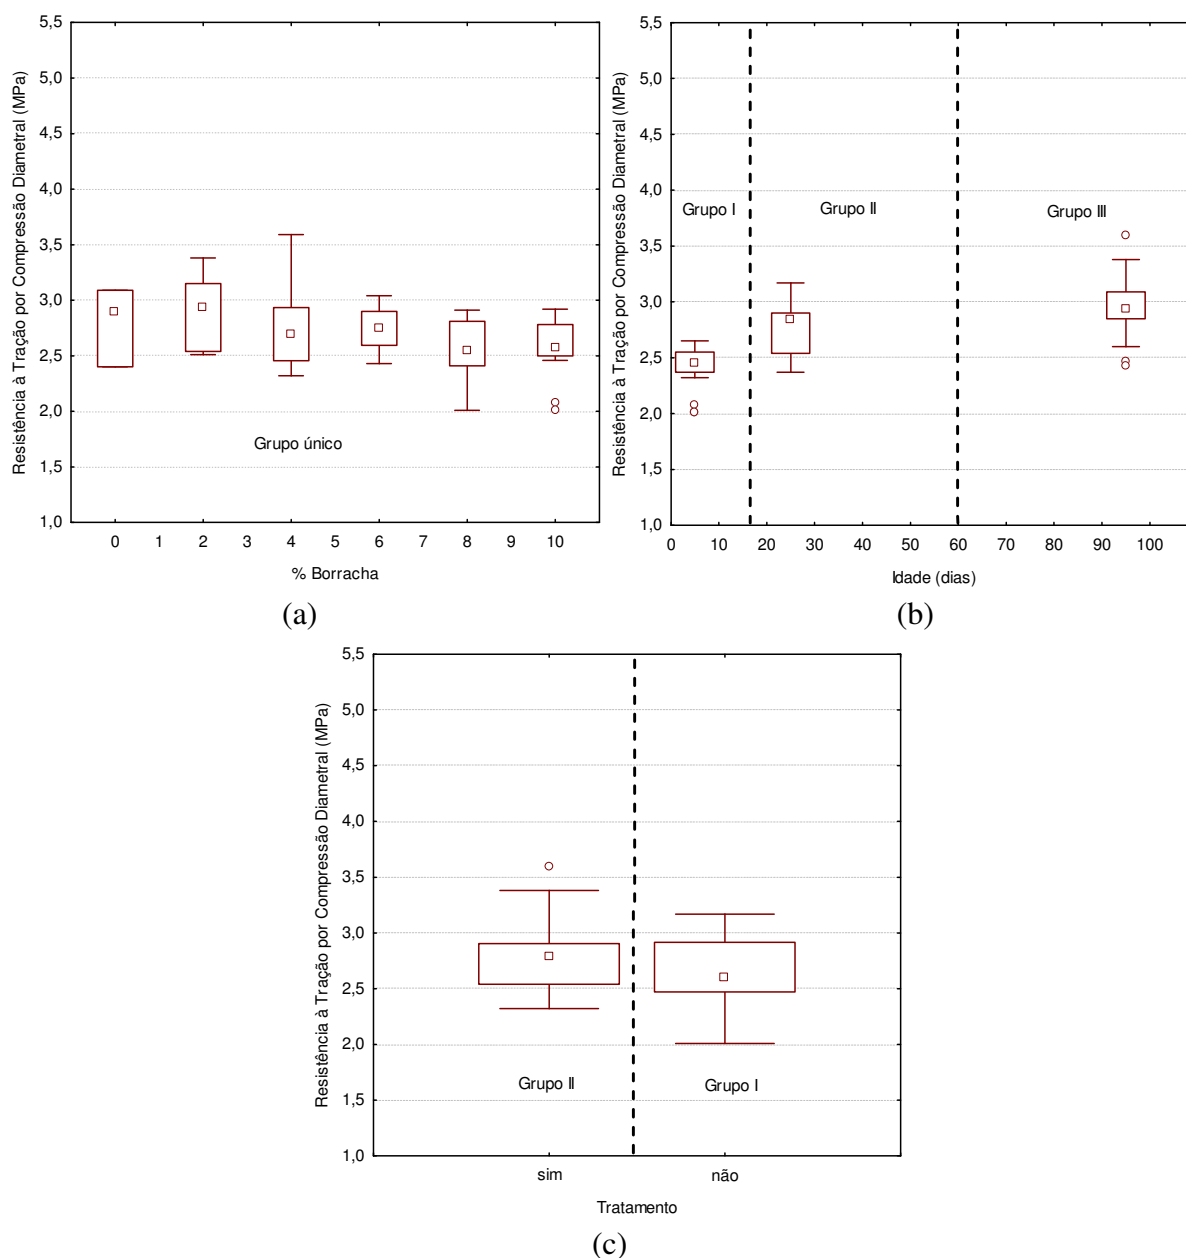 Resistência à Tração por Compressão Diametral (MPa)
5,5
5,0
4,5
4,0
3,5
3,0
2,5
2,0
1,5
1,0
Grupo único
0 1 2 3 4 5 6 7 8 9 10
% Borracha
(a)
Resistência à Tração por Compressão Diametral (MPa)
5,5
5,0
4,5
4,0
3,5
3,0
2,5
2,0
1,5
1,0
Grupo I Grupo II Grupo III
0 10 20 30 40 50 60 70 80 90 100
Idade (dias)
(b)
Resistência à Tração por Compressão Diametral (MPa)
5,5
5,0
4,5
4,0
3,5
3,0
2,5
2,0
1,5
1,0
Grupo II Grupo I
sim não
Tratamento
(c)